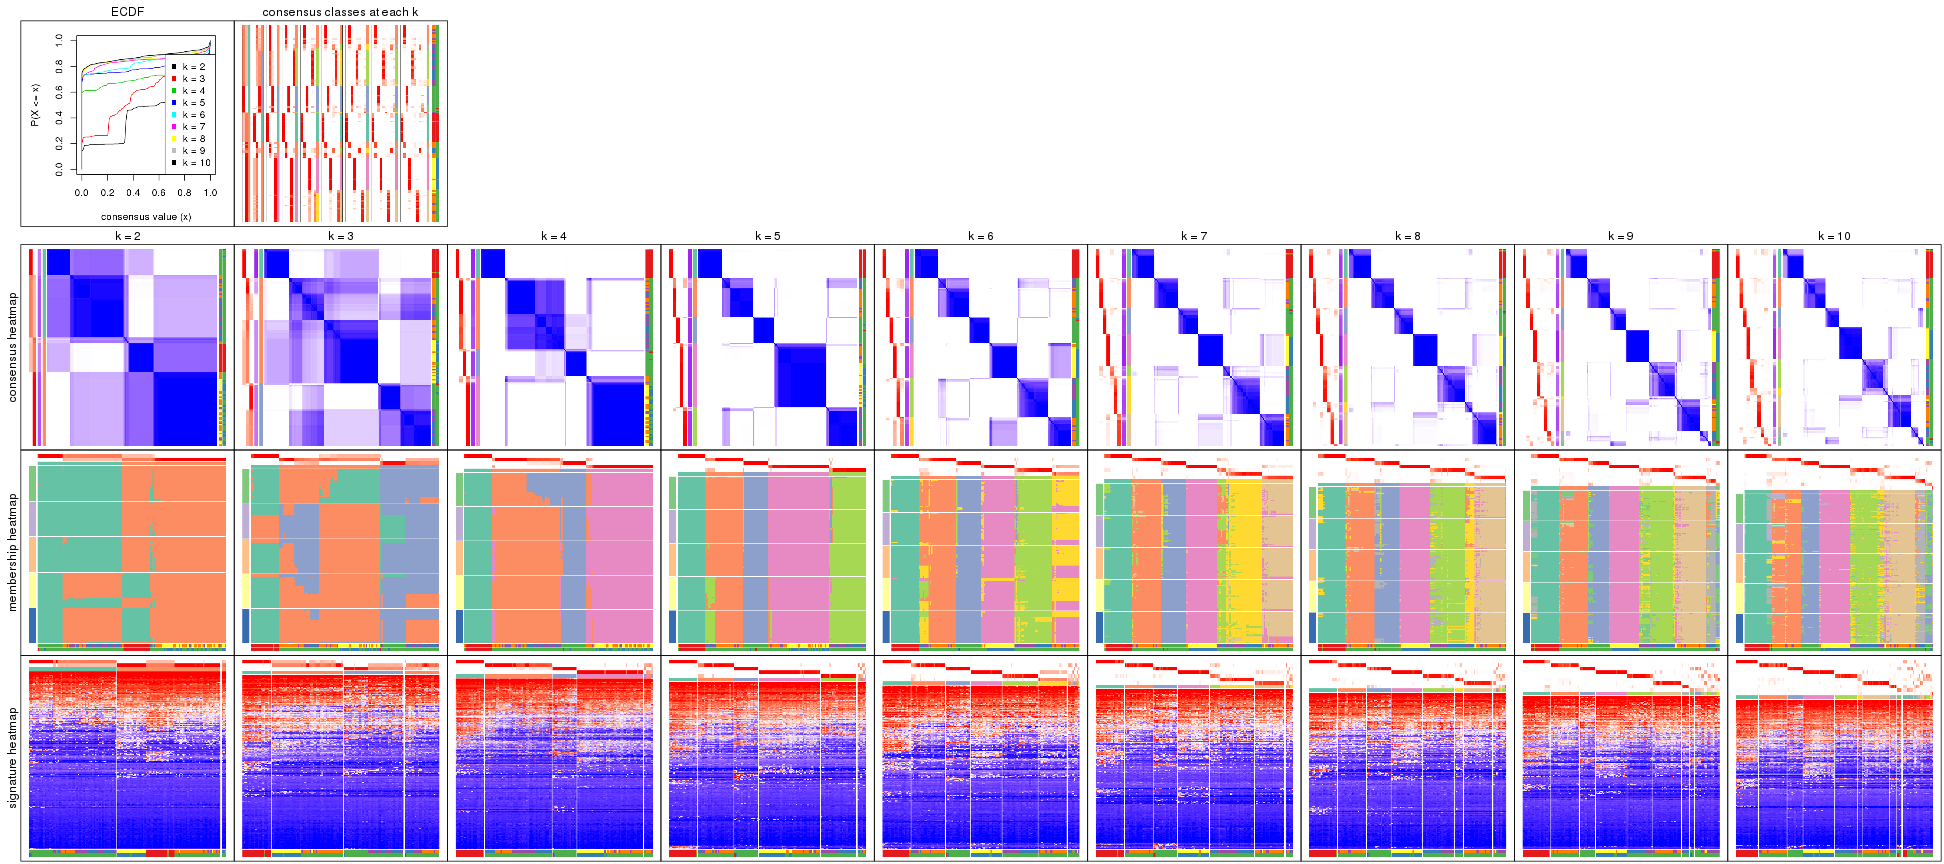 ECDF
consensus classes at each k
P(X <= x)
0.0 0.2 0.4 0.6 0.8 1.0
k = 2
k = 3
k = 4
k = 5
k = 6
k = 7
k = 8
k = 9
k = 10
0.0 0.2 0.4 0.6 0.8 1.0
consensus value (x)
k = 2 k = 3 k = 4 k = 5 k = 6 k = 7 k = 8 k = 9 k = 10
consensus heatmap
membership heatmap
signature heatmap